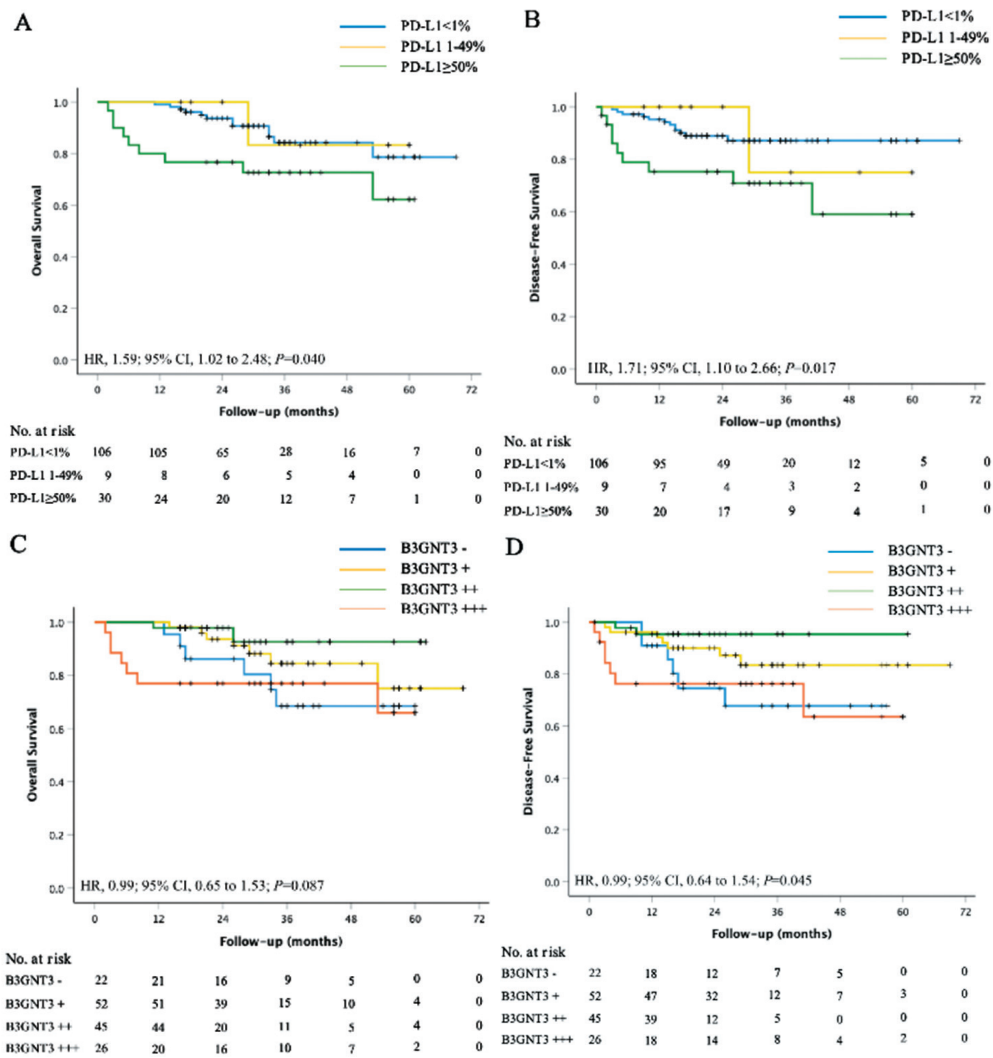 A
PD-L1<1%
PD-L1 1-49%
PD-L1≥50%
1.0
0.8
0.6
0.4
0.2
0.0
Overall Survival
HR, 1.59; 95% CI, 1.02 to 2.48; P=0.040
0 12 24 36 48 60 72
Follow-up (months)
No. at risk
PD-L1<1% 106 105 65 28 16 7 0
PD-L1 1-49% 9 8 6 5 4 0 0
PD-L1≥50% 30 24 20 12 7 1 0
B
PD-L1<1%
PD-L1 1-49%
PD-L1≥50%
1.0
0.8
0.6
0.4
0.2
0.0
Disease-Free Survival
HR, 1.71; 95% CI, 1.10 to 2.66; P=0.017
0 12 24 36 48 60 72
Follow-up (months)
No. at risk
PD-L1<1% 106 95 49 20 12 5 0
PD-L1 1-49% 9 7 4 3 2 0 0
PD-L1≥50% 30 20 17 9 4 1 0
C
B3GNT3 -
B3GNT3 +
B3GNT3 ++
B3GNT3 +++
1.0
0.8
0.6
0.4
0.2
0.0
Overall Survival
HR, 0.99; 95% CI, 0.65 to 1.53; P=0.087
0 12 24 36 48 60 72
Follow-up (months)
No. at risk
B3GNT3 - 22 21 16 9 5 0 0
B3GNT3 + 52 51 39 15 10 4 0
B3GNT3 ++ 45 44 20 11 5 4 0
B3GNT3 +++ 26 20 16 10 7 2 0
D
B3GNT3 -
B3GNT3 +
B3GNT3 ++
B3GNT3 +++
1.0
0.8
0.6
0.4
0.2
0.0
Disease-Free Survival
HR, 0.99; 95% CI, 0.64 to 1.54; P=0.045
0 12 24 36 48 60 72
Follow-up (months)
No. at risk
B3GNT3 - 22 18 12 7 5 0 0
B3GNT3 + 52 47 32 12 7 3 0
B3GNT3 ++ 45 39 12 5 0 0 0
B3GNT3 +++ 26 18 14 8 4 2 0